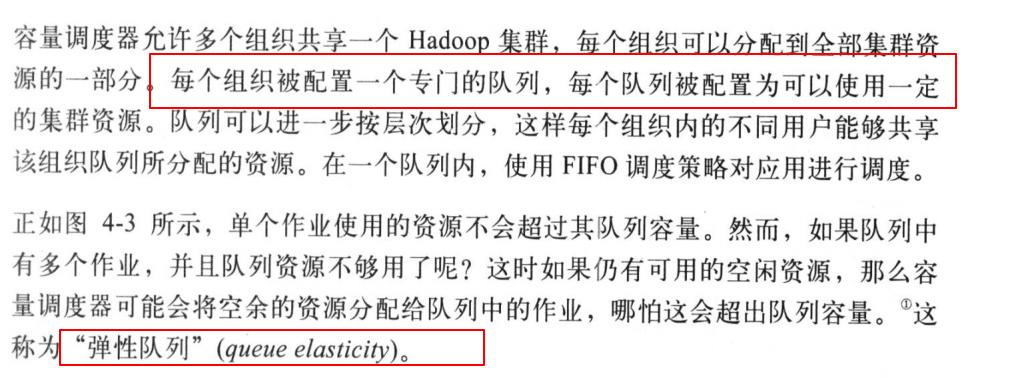 容量调度器允许多个组织共享一个 Hadoop 集群，每个组织可以分配到全部集群资
源的一部分。每个组织被配置一个专门的队列，每个队列被配置为可以使用一定
的集群资源。队列可以进一步按层次划分，这样每个组织内的不同用户能够共享
该组织队列所分配的资源。在一个队列内，使用 FIFO 调度策略对应用进行调度。
正如图 4-3 所示，单个作业使用的资源不会超过其队列容量。然而，如果队列中
有多个作业，并且队列资源不够用了呢？这时如果仍有可用的空闲资源，那么容
量调度器可能会将空余的资源分配给队列中的作业，哪怕这会超出队列容量。①这
称为“弹性队列”(queue elasticity)。